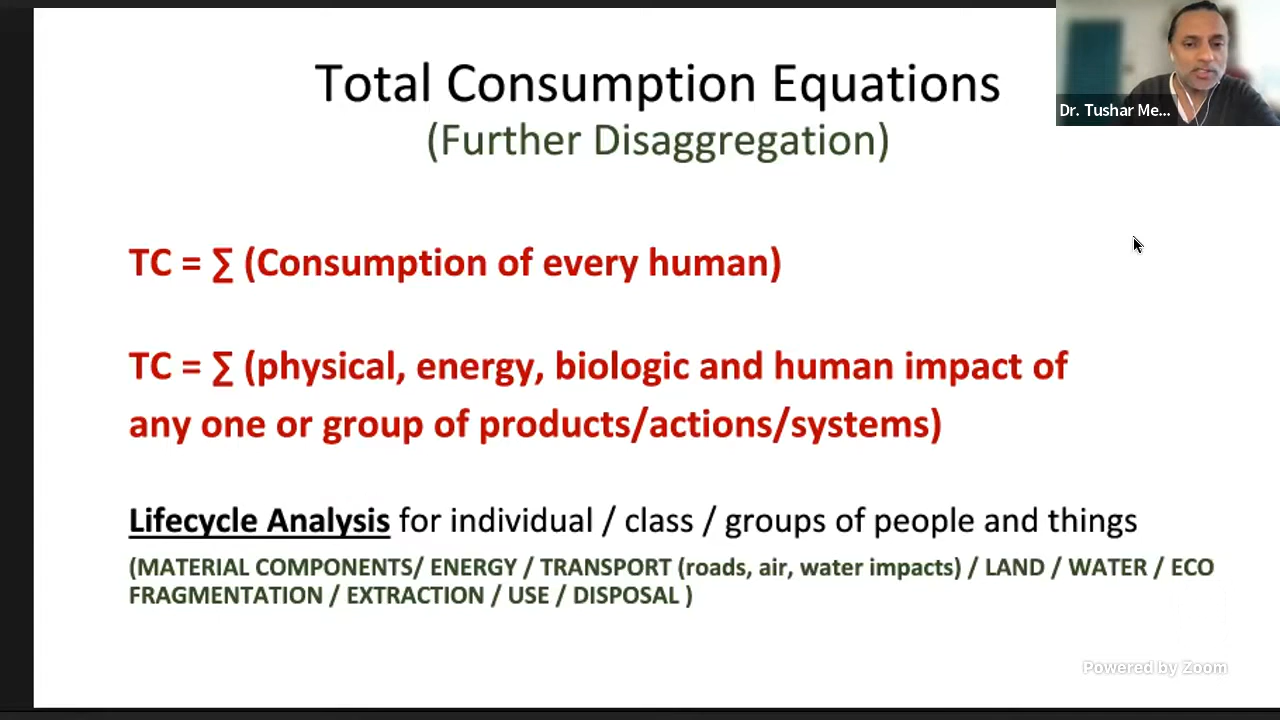 Total Consumption Equations
(Further Disaggregation)
Dr. Tushar Me...
TC = ∑ (Consumption of every human)
TC = ∑ (physical, energy, biologic and human impact of
any one or group of products/actions/systems)
Lifecycle Analysis for individual / class / groups of people and things
(MATERIAL COMPONENTS/ ENERGY / TRANSPORT (roads, air, water impacts) / LAND / WATER / ECO
FRAGMENTATION / EXTRACTION / USE / DISPOSAL )
Powered by Zoom